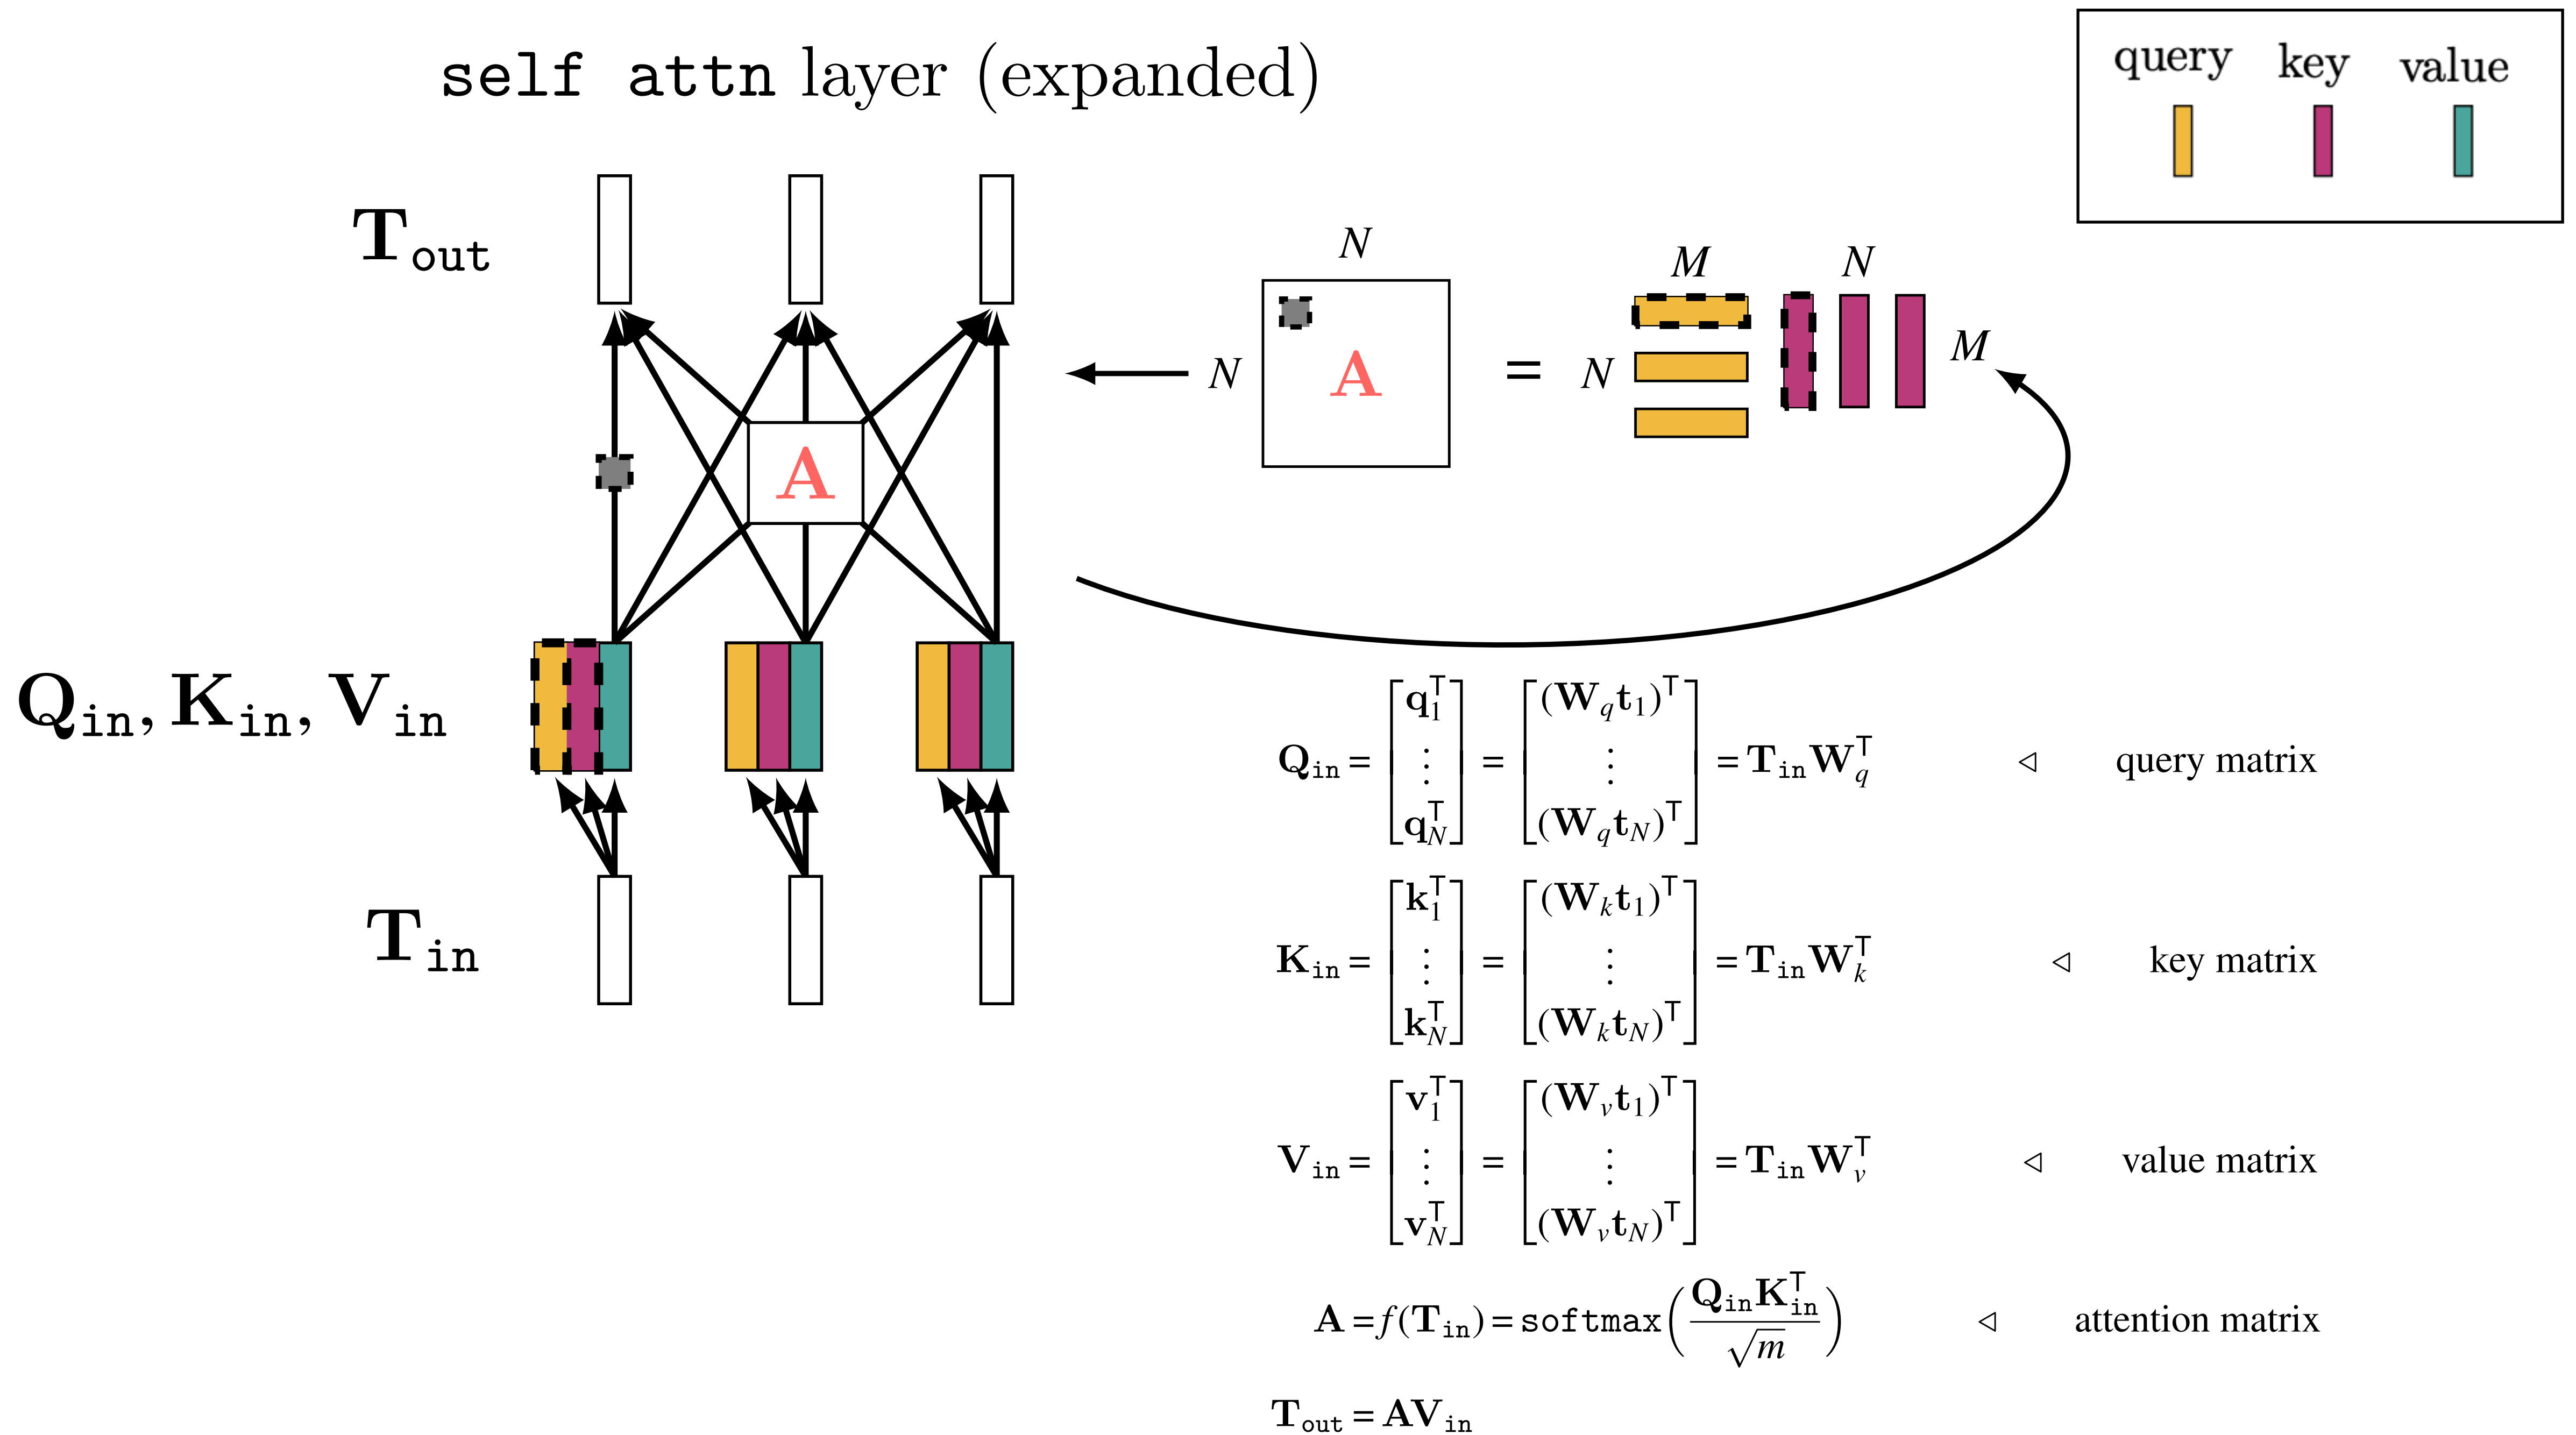 self attn layer (expanded)
query key value
T_out
N
N
A
=
M
N
N
M
A
Q_in, K_in, V_in
T_in
Q_in = [q_1^T ⋮ q_N^T] = [(W_q t_1)^T ⋮ (W_q t_N)^T] = T_in W_q^T ◁ query matrix
K_in = [k_1^T ⋮ k_N^T] = [(W_k t_1)^T ⋮ (W_k t_N)^T] = T_in W_k^T ◁ key matrix
V_in = [v_1^T ⋮ v_N^T] = [(W_v t_1)^T ⋮ (W_v t_N)^T] = T_in W_v^T ◁ value matrix
A = f(T_in) = softmax(Q_in K_in^T / √m) ◁ attention matrix
T_out = AV_in